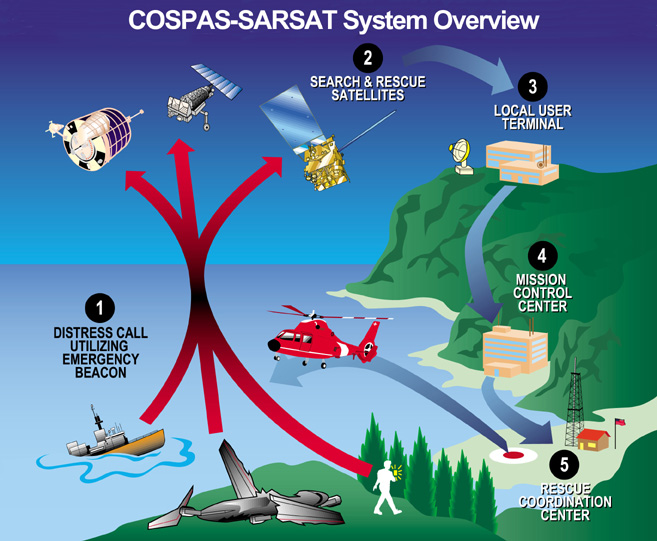 COSPAS-SARSAT System Overview
2
SEARCH & RESCUE
SATELLITES
3
LOCAL USER
TERMINAL
4
MISSION
CONTROL
CENTER
1
DISTRESS CALL
UTILIZING
EMERGENCY
BEACON
5
RESCUE
COORDINATION
CENTER